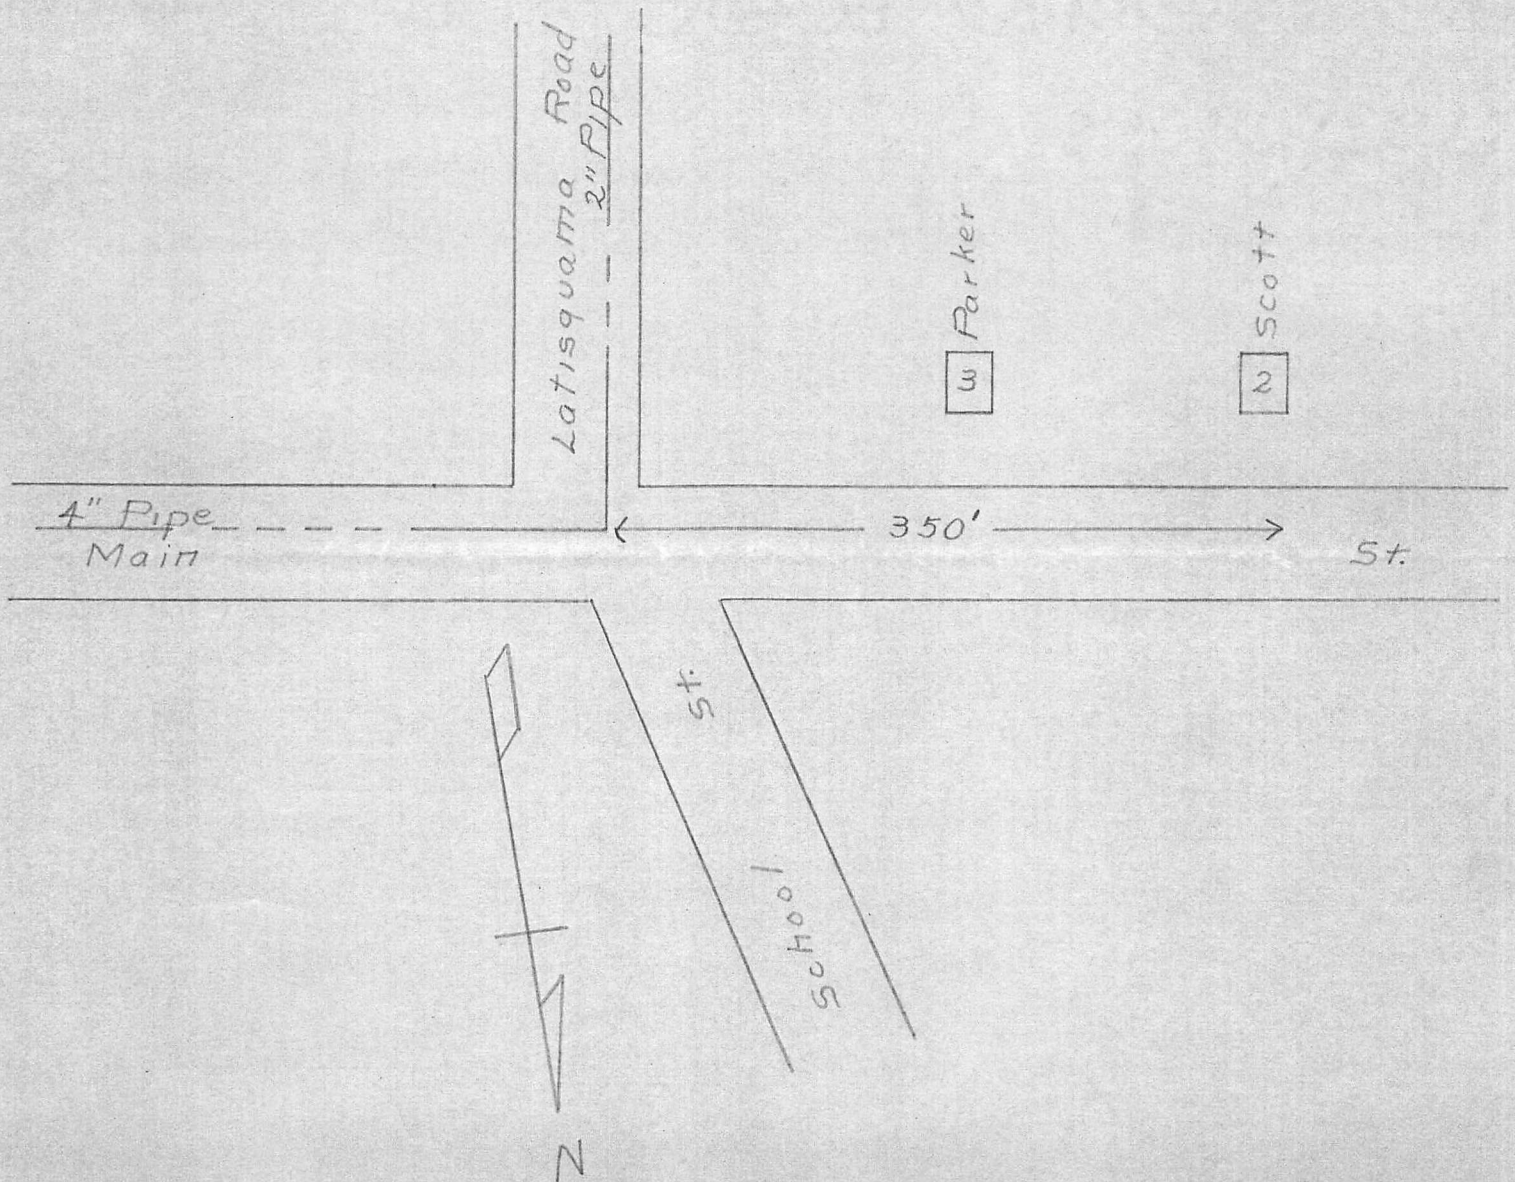 Latisquama Road
2" Pipe
Parker
3
Scott
2
4" Pipe
Main St.
350'
School St.
N